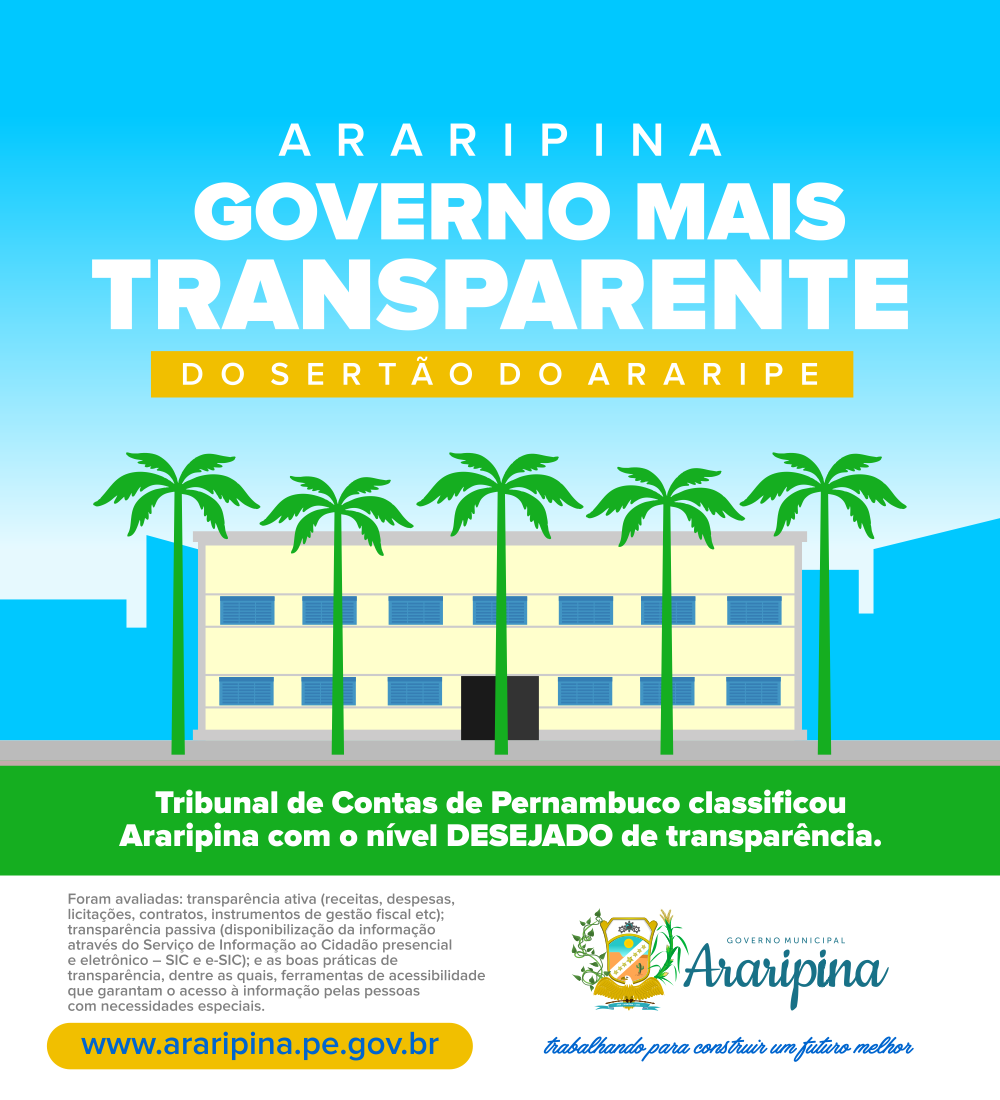 ARARIPINA
GOVERNO MAIS
TRANSPARENTE
DO SERTÃO DO ARARIPE
Tribunal de Contas de Pernambuco classificou
Araripina com o nível DESEJADO de transparência.
Foram avaliadas: transparência ativa (receitas, despesas,
licitações, contratos, instrumentos de gestão fiscal etc);
transparência passiva (disponibilização da informação
através do Serviço de Informação ao Cidadão presencial
e eletrônico – SIC e e-SIC); e as boas práticas de
transparência, dentre as quais, ferramentas de acessibilidade
que garantam o acesso à informação pelas pessoas
com necessidades especiais.
www.araripina.pe.gov.br
GOVERNO MUNICIPAL
Araripina
trabalhando para construir um futuro melhor